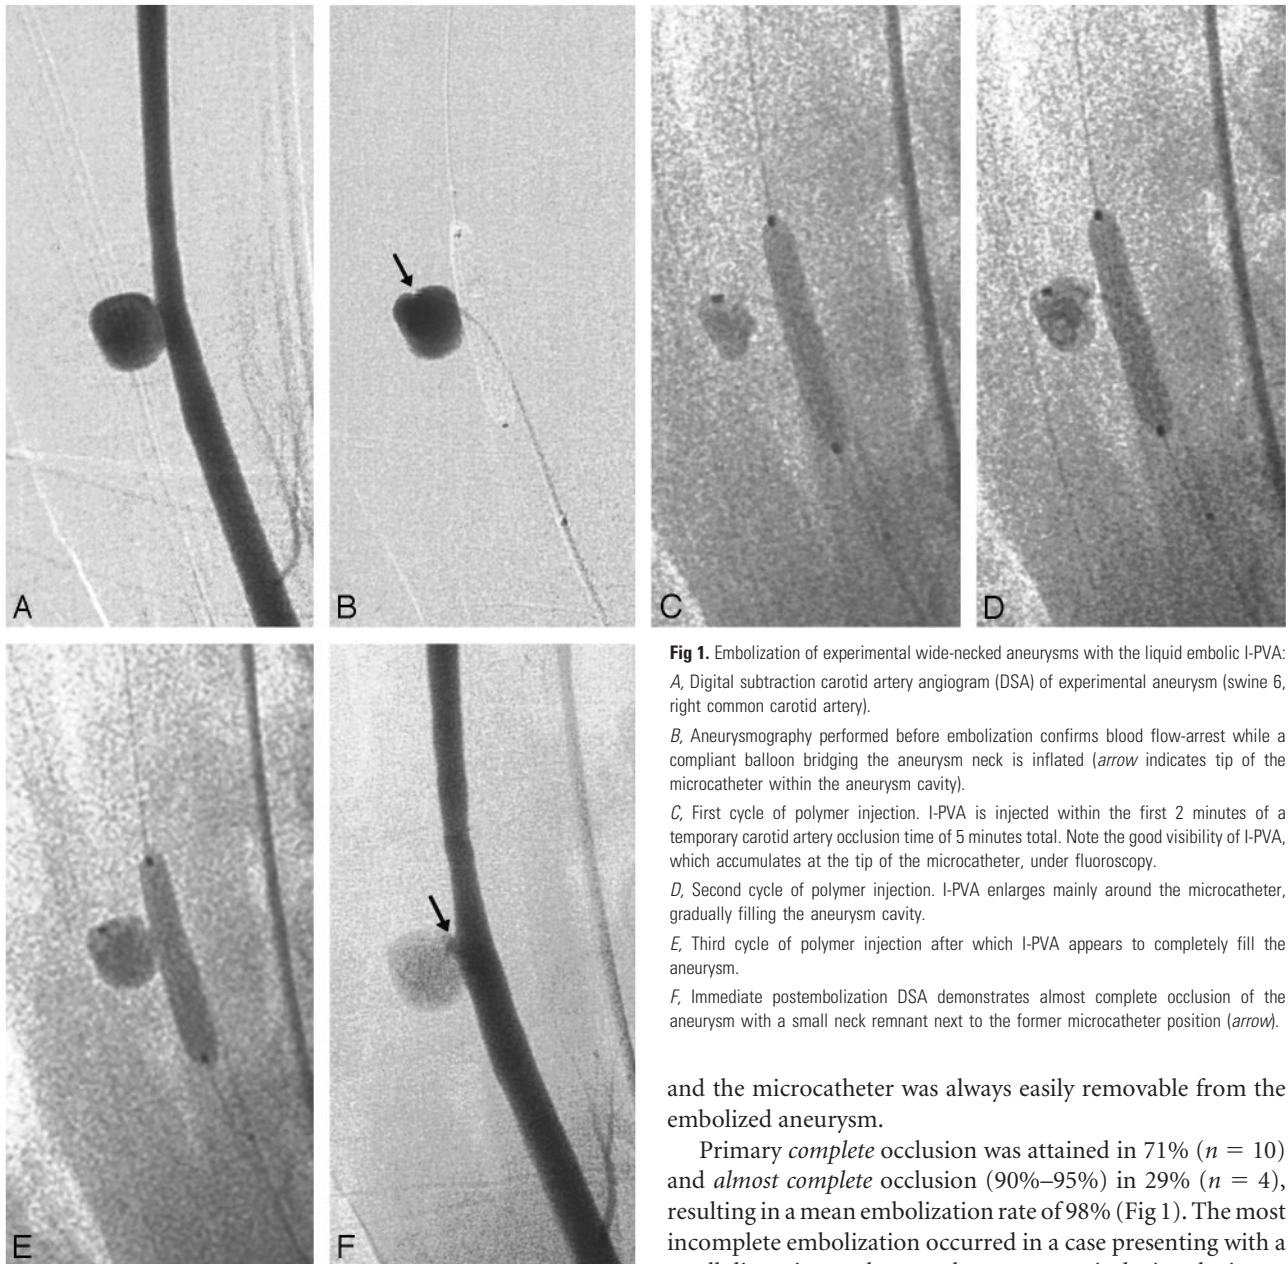 A
B
C
D
E
F
Fig 1. Embolization of experimental wide-necked aneurysms with the liquid embolic I-PVA:
A, Digital subtraction carotid artery angiogram (DSA) of experimental aneurysm (swine 6,
right common carotid artery).
B, Aneurysmography performed before embolization confirms blood flow-arrest while a
compliant balloon bridging the aneurysm neck is inflated (arrow indicates tip of the
microcatheter within the aneurysm cavity).
C, First cycle of polymer injection. I-PVA is injected within the first 2 minutes of a
temporary carotid artery occlusion time of 5 minutes total. Note the good visibility of I-PVA,
which accumulates at the tip of the microcatheter, under fluoroscopy.
D, Second cycle of polymer injection. I-PVA enlarges mainly around the microcatheter,
gradually filling the aneurysm cavity.
E, Third cycle of polymer injection after which I-PVA appears to completely fill the
aneurysm.
F, Immediate postembolization DSA demonstrates almost complete occlusion of the
aneurysm with a small neck remnant next to the former microcatheter position (arrow).
and the microcatheter was always easily removable from the
embolized aneurysm.
Primary complete occlusion was attained in 71% (n = 10)
and almost complete occlusion (90%–95%) in 29% (n = 4),
resulting in a mean embolization rate of 98% (Fig 1). The most
incomplete embolization occurred in a case presenting with a